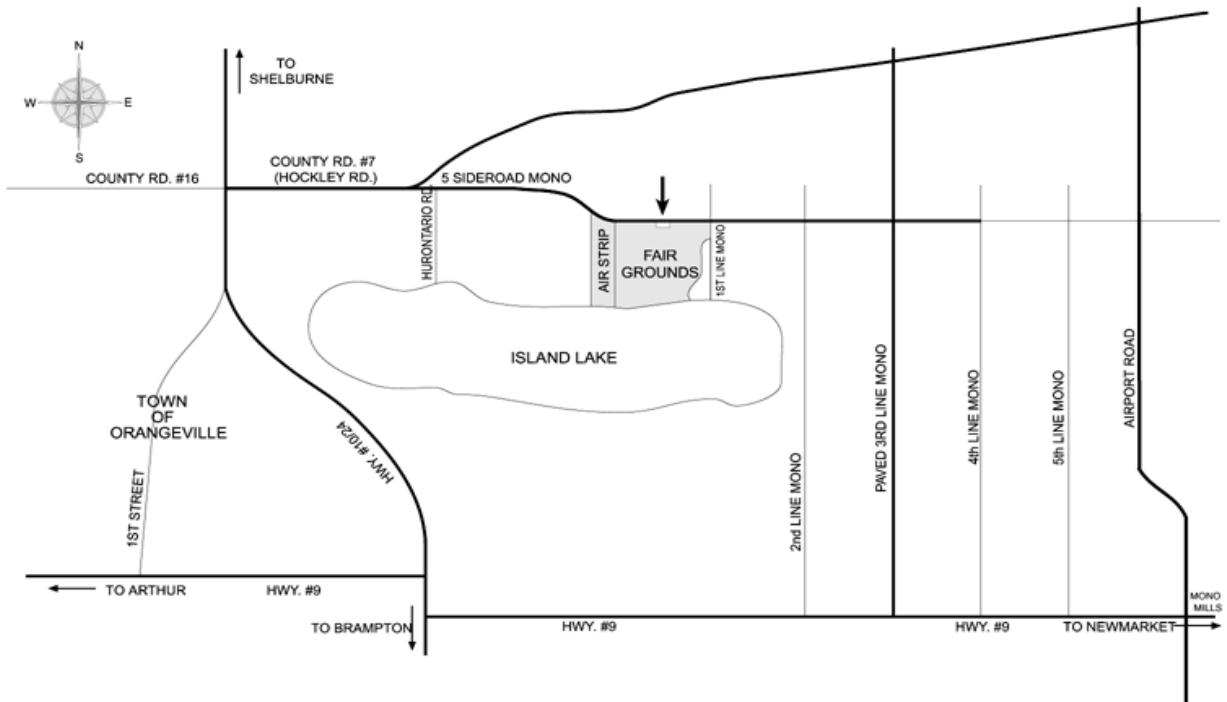 N
W
E
S
TO
SHELBURNE
COUNTY RD. #16
COUNTY RD. #7
(HOCKLEY RD.)
5 SIDEROAD MONO
HURONTARIO RD.
AIR STRIP
FAIR
GROUNDS
1ST LINE MONO
ISLAND LAKE
TOWN
OF
ORANGEVILLE
HWY. #10/24
1ST STREET
2nd LINE MONO
PAVED 3RD LINE MONO
4th LINE MONO
5th LINE MONO
AIRPORT ROAD
TO ARTHUR
HWY. #9
TO BRAMPTON
HWY. #9
HWY. #9
TO NEWMARKET
MONO
MILLS